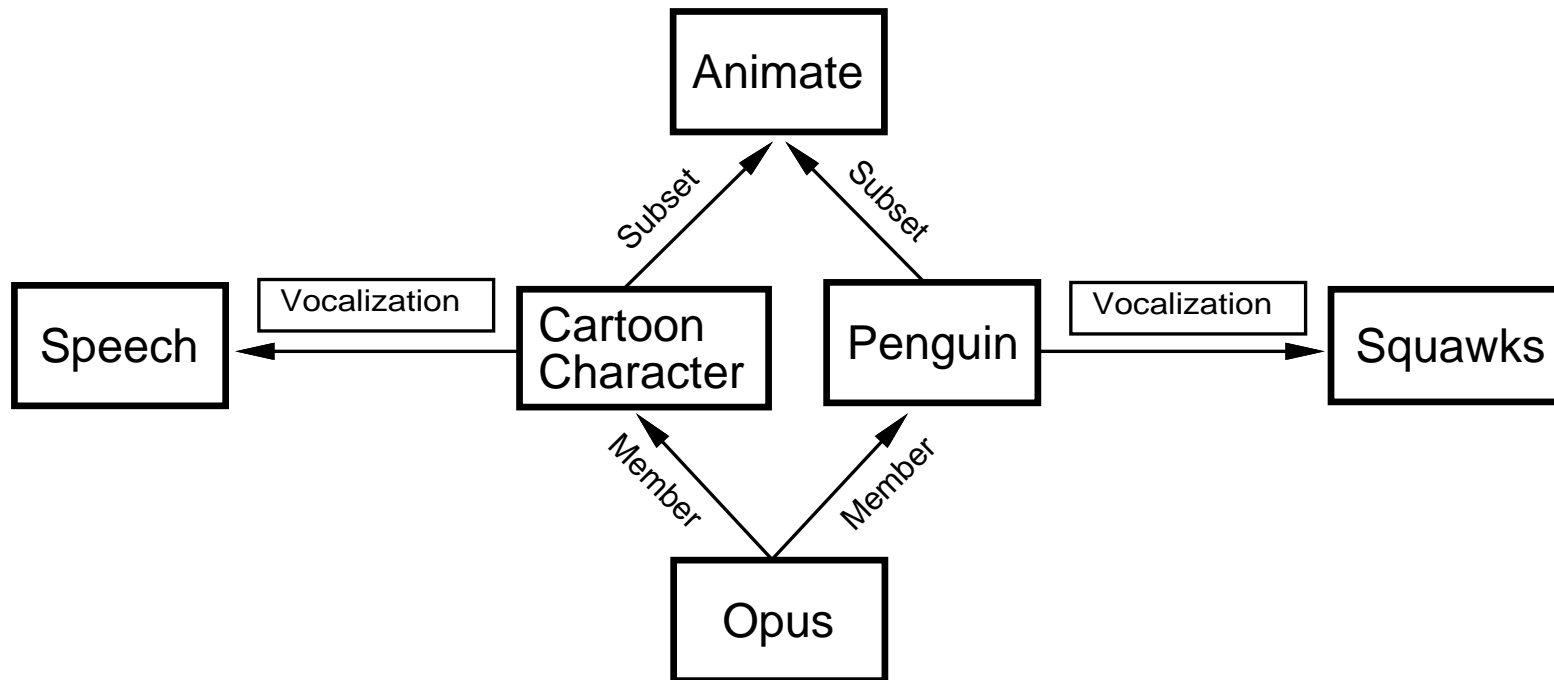 Animate
Subset
Subset
Speech
Vocalization
Cartoon
Character
Penguin
Vocalization
Squawks
Member
Member
Opus